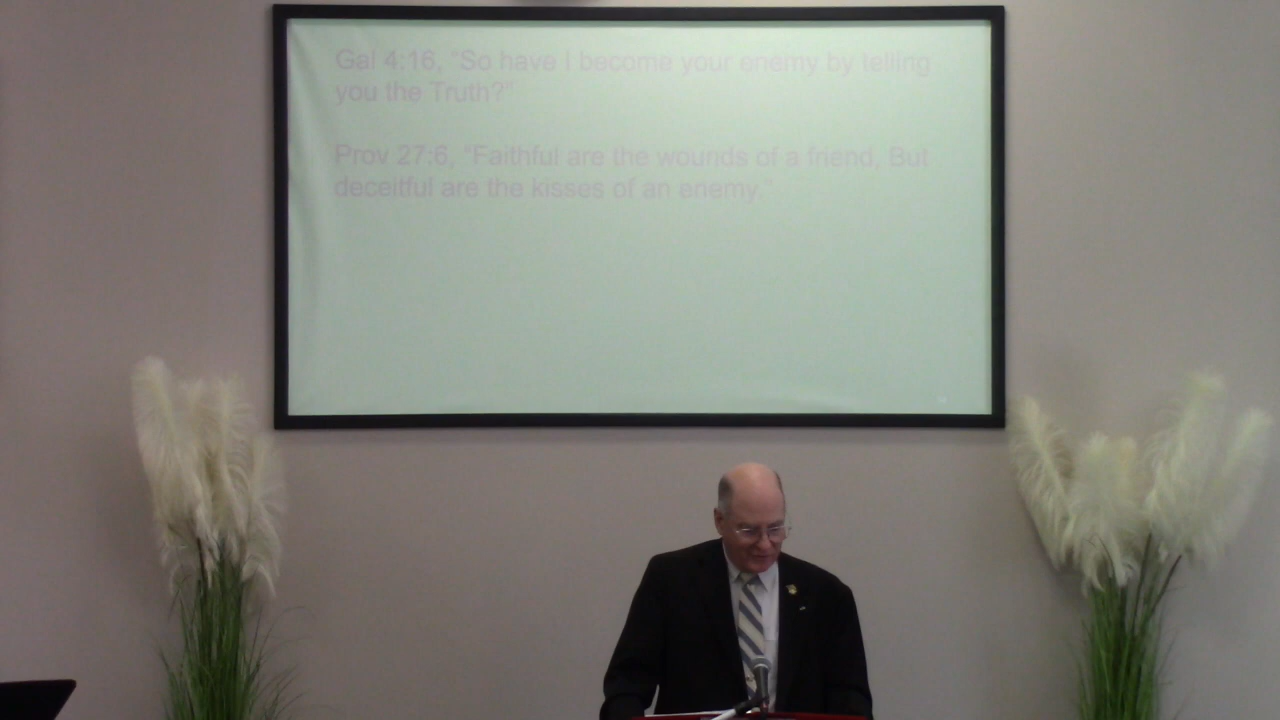 Gal 4:16, “So have I become your enemy by telling
you the Truth?”
Prov 27:6, “Faithful are the wounds of a friend, But
deceitful are the kisses of an enemy.”